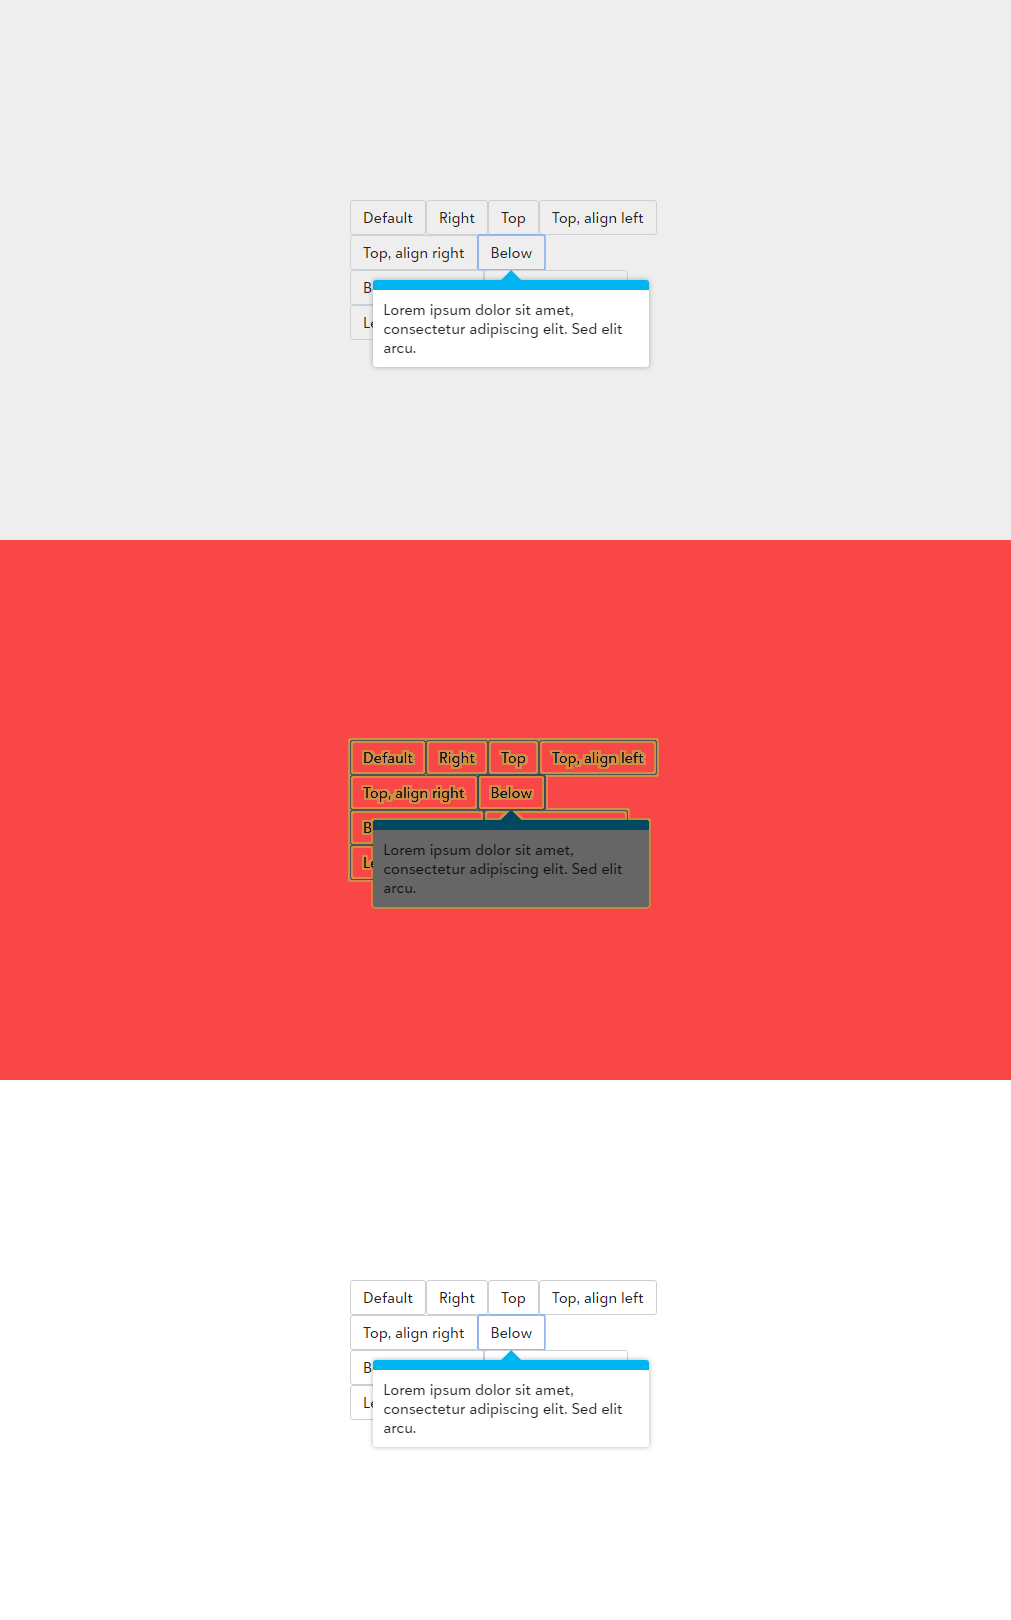 Default Right Top Top, align left
Top, align right Below
Lorem ipsum dolor sit amet,
consectetur adipiscing elit. Sed elit
arcu.
Default Right Top Top, align left
Top, align right Below
Lorem ipsum dolor sit amet,
consectetur adipiscing elit. Sed elit
arcu.
Default Right Top Top, align left
Top, align right Below
Lorem ipsum dolor sit amet,
consectetur adipiscing elit. Sed elit
arcu.